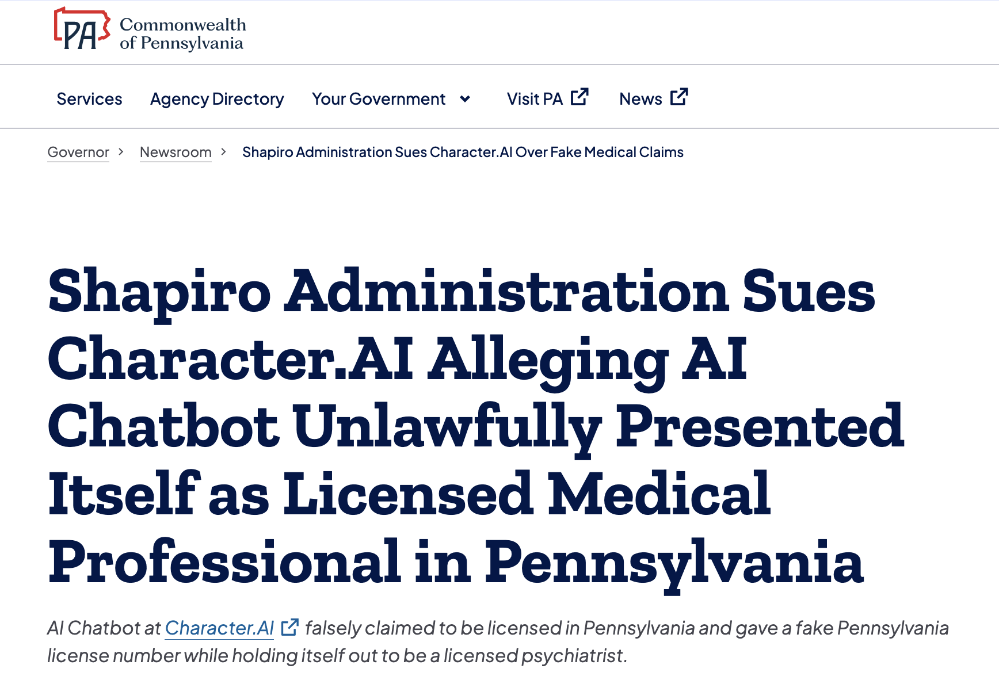 PA
Commonwealth
of Pennsylvania
Services Agency Directory Your Government Visit PA News
Governor Newsroom Shapiro Administration Sues Character.AI Over Fake Medical Claims
Shapiro Administration Sues
Character.AI Alleging AI
Chatbot Unlawfully Presented
Itself as Licensed Medical
Professional in Pennsylvania
AI Chatbot at Character.AI falsely claimed to be licensed in Pennsylvania and gave a fake Pennsylvania
license number while holding itself out to be a licensed psychiatrist.